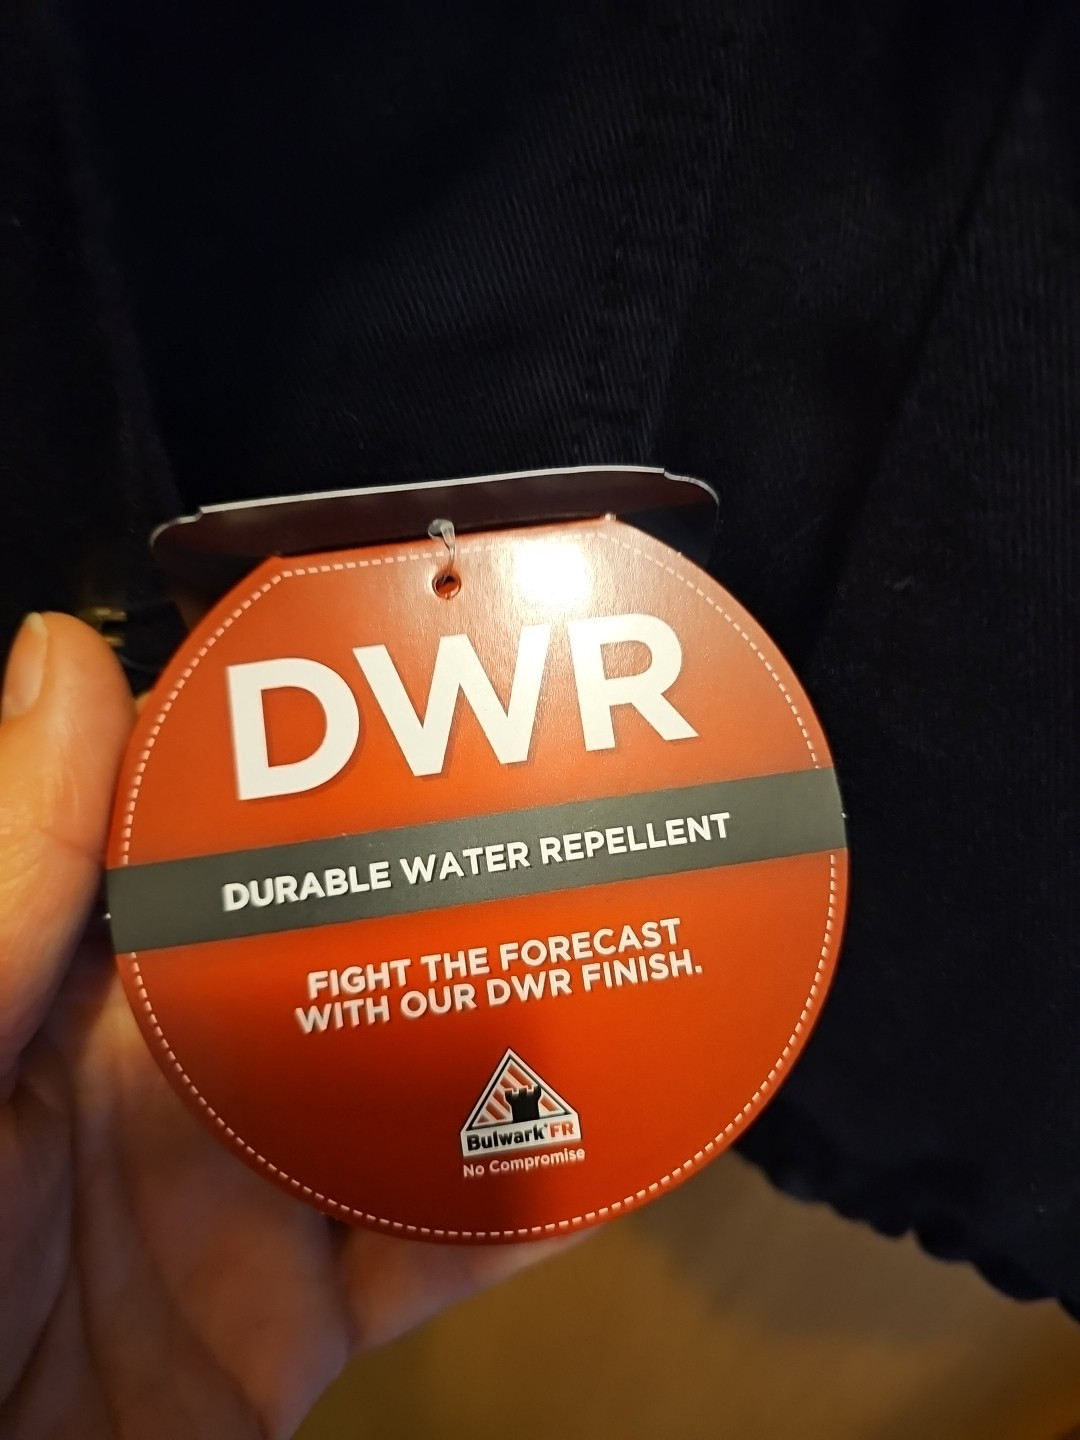 DWR
DURABLE WATER REPELLENT
FIGHT THE FORECAST
WITH OUR DWR FINISH.
Bulwark® FR
No Compromise